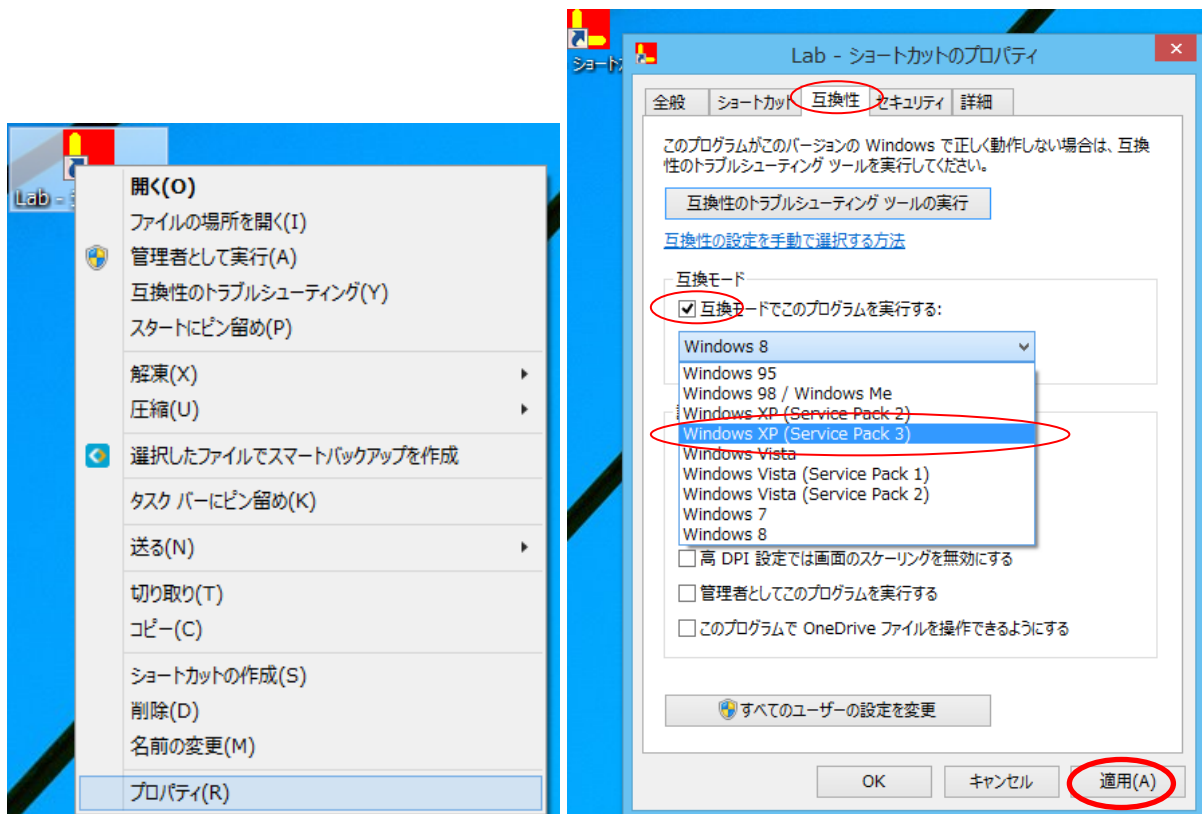 Lab -
開く(O)
ファイルの場所を開く(I)
管理者として実行(A)
互換性のトラブルシューティング(Y)
スタートにピン留め(P)
解凍(X)
圧縮(U)
選択したファイルでスマートバックアップを作成
タスク バーにピン留め(K)
送る(N)
切り取り(T)
コピー(C)
ショートカットの作成(S)
削除(D)
名前の変更(M)
プロパティ(R)
ショート
Lab - ショートカットのプロパティ
全般 ショートカット 互換性 セキュリティ 詳細
このプログラムがこのバージョンの Windows で正しく動作しない場合は、互換
性のトラブルシューティング ツールを実行してください。
互換性のトラブルシューティング ツールの実行
互換性の設定を手動で選択する方法
互換モード
互換モードでこのプログラムを実行する:
Windows 8
Windows 95
Windows 98 / Windows Me
Windows XP (Service Pack 2)
Windows XP (Service Pack 3)
Windows Vista
Windows Vista (Service Pack 1)
Windows Vista (Service Pack 2)
Windows 7
Windows 8
高 DPI 設定では画面のスケーリングを無効にする
管理者としてこのプログラムを実行する
このプログラムで OneDrive ファイルを操作できるようにする
すべてのユーザーの設定を変更
OK キャンセル 適用(A)